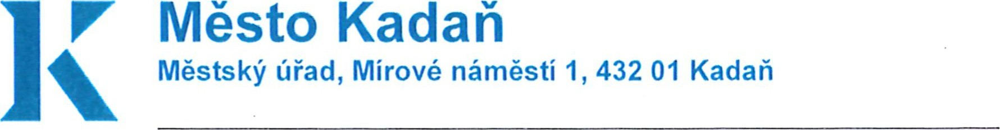 Město Kadaň
Městský úřad, Mírové náměstí 1, 432 01 Kadaň